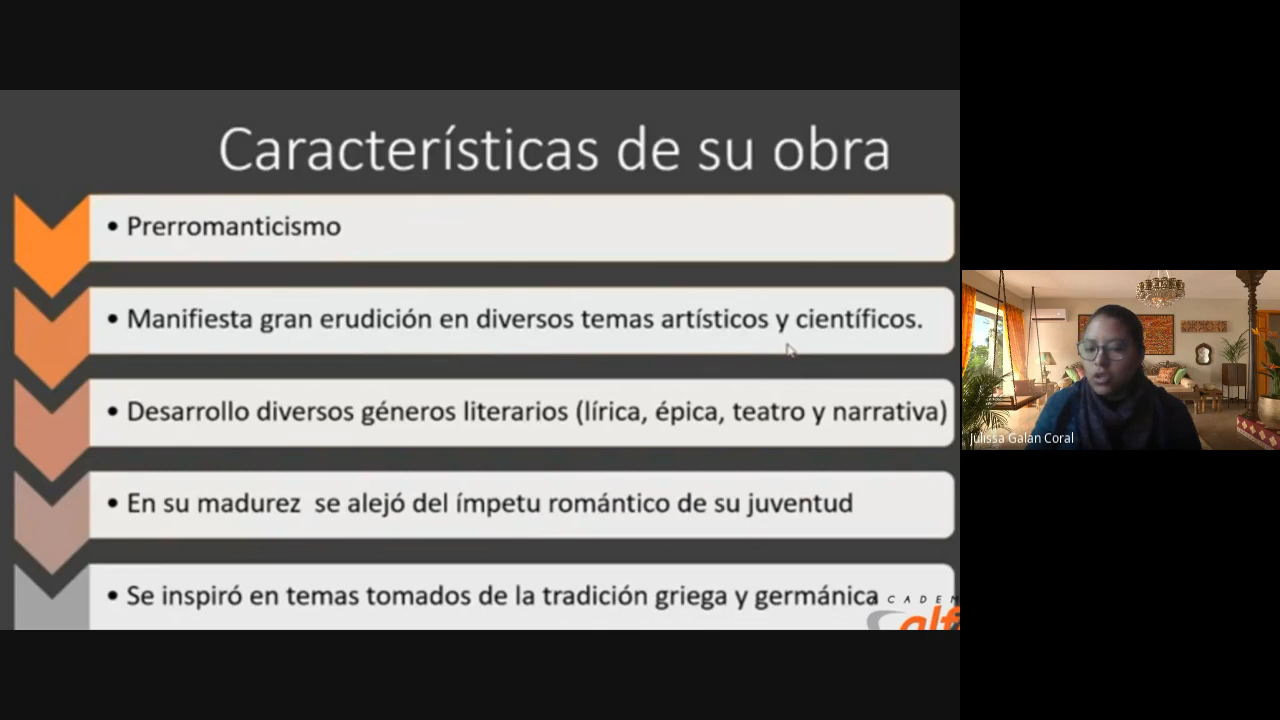 Características de su obra
• Prerromanticismo
• Manifiesta gran erudición en diversos temas artísticos y científicos.
• Desarrollo diversos géneros literarios (lírica, épica, teatro y narrativa)
• En su madurez  se alejó del ímpetu romántico de su juventud
• Se inspiró en temas tomados de la tradición griega y germánica
Julissa Galan Coral